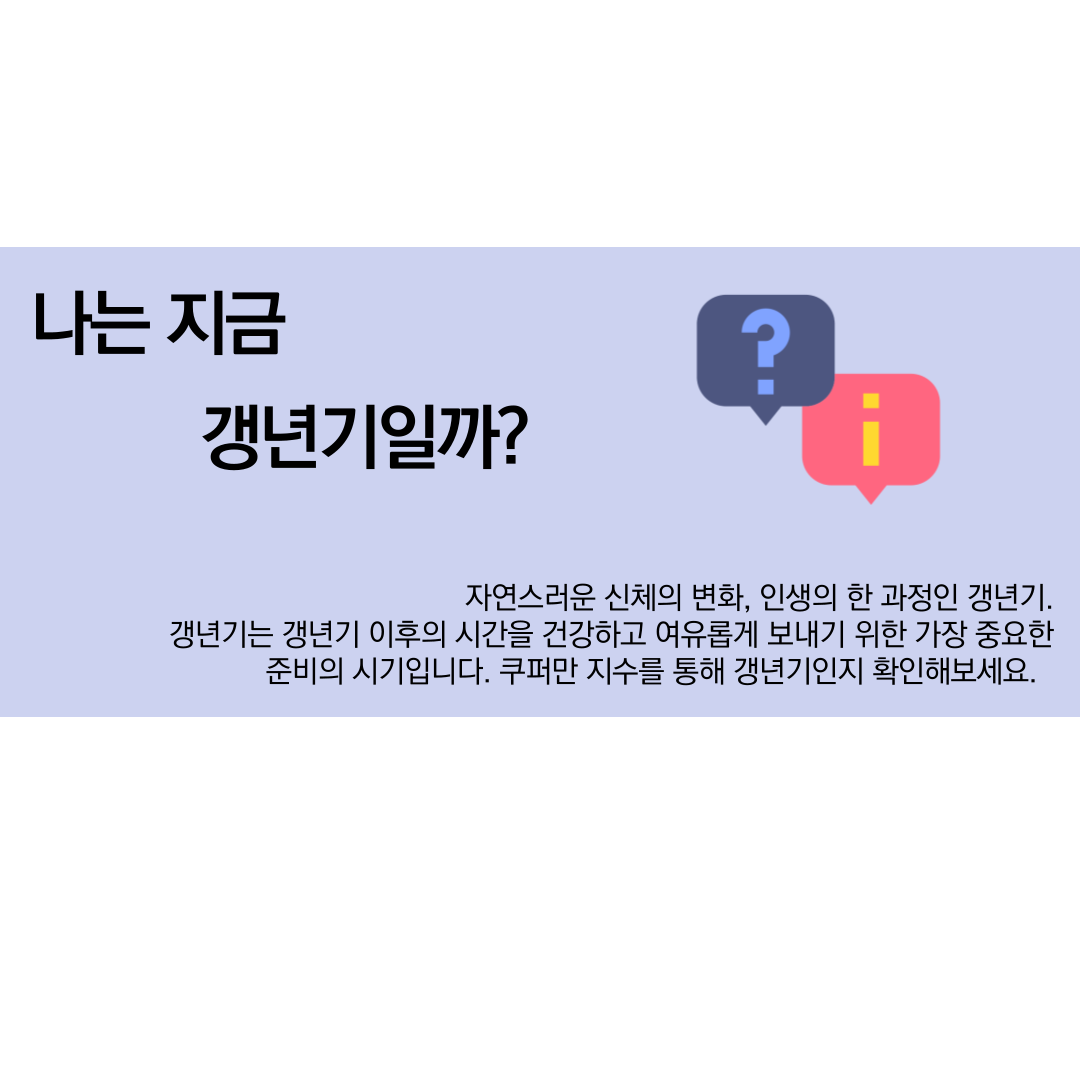 나는 지금
갱년기일까?
?
i
자연스러운 신체의 변화, 인생의 한 과정인 갱년기.
갱년기는 갱년기 이후의 시간을 건강하고 여유롭게 보내기 위한 가장 중요한
준비의 시기입니다. 쿠퍼만 지수를 통해 갱년기인지 확인해보세요.